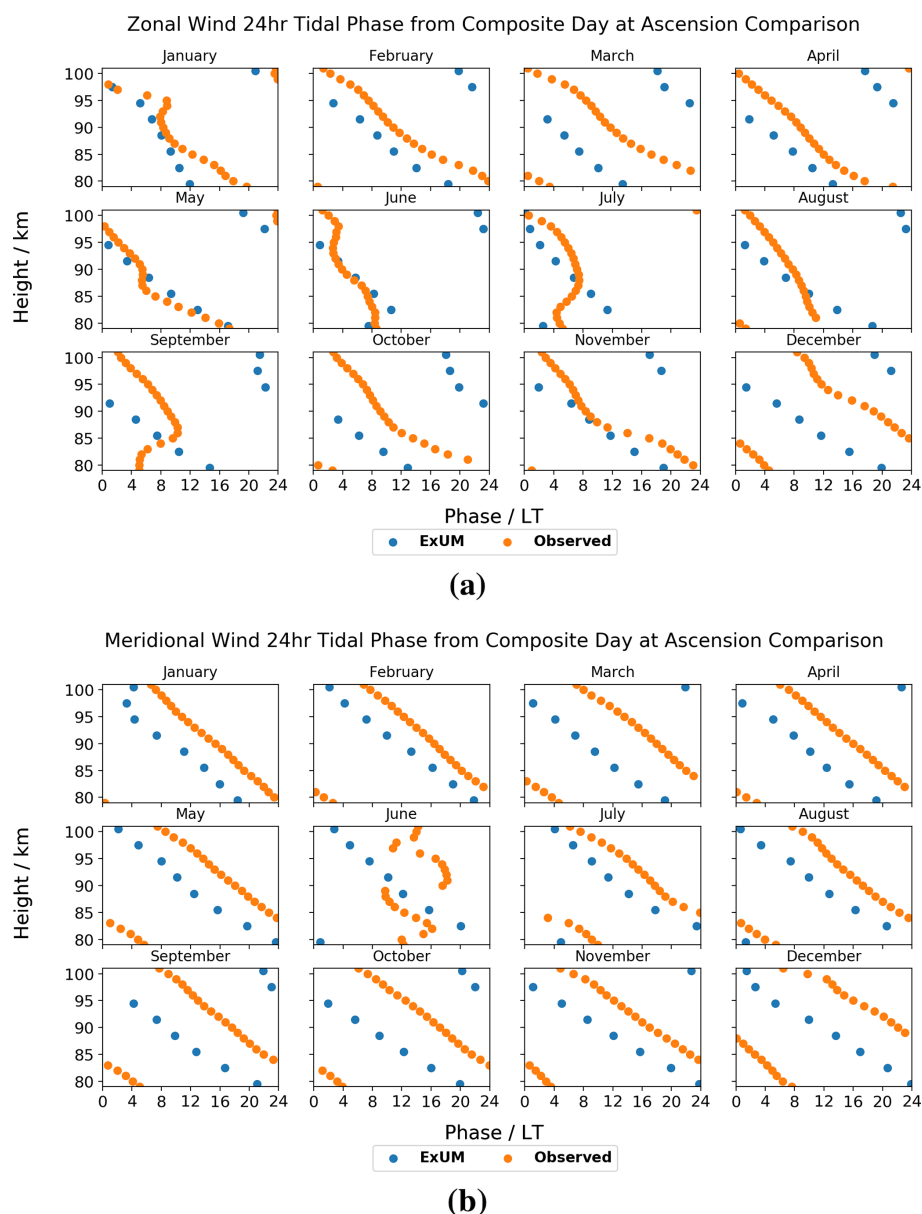 Zonal Wind 24hr Tidal Phase from Composite Day at Ascension Comparison
January February March April
100
95
90
85
80
May June July August
100
95
90
85
80
Height / km
September October November December
100
95
90
85
80
0 4 8 12 16 20 24 0 4 8 12 16 20 24 0 4 8 12 16 20 24 0 4 8 12 16 20 24
Phase / LT
ExUM Observed
(a)
Meridional Wind 24hr Tidal Phase from Composite Day at Ascension Comparison
January February March April
100
95
90
85
80
May June July August
100
95
90
85
80
Height / km
September October November December
100
95
90
85
80
0 4 8 12 16 20 24 0 4 8 12 16 20 24 0 4 8 12 16 20 24 0 4 8 12 16 20 24
Phase / LT
ExUM Observed
(b)